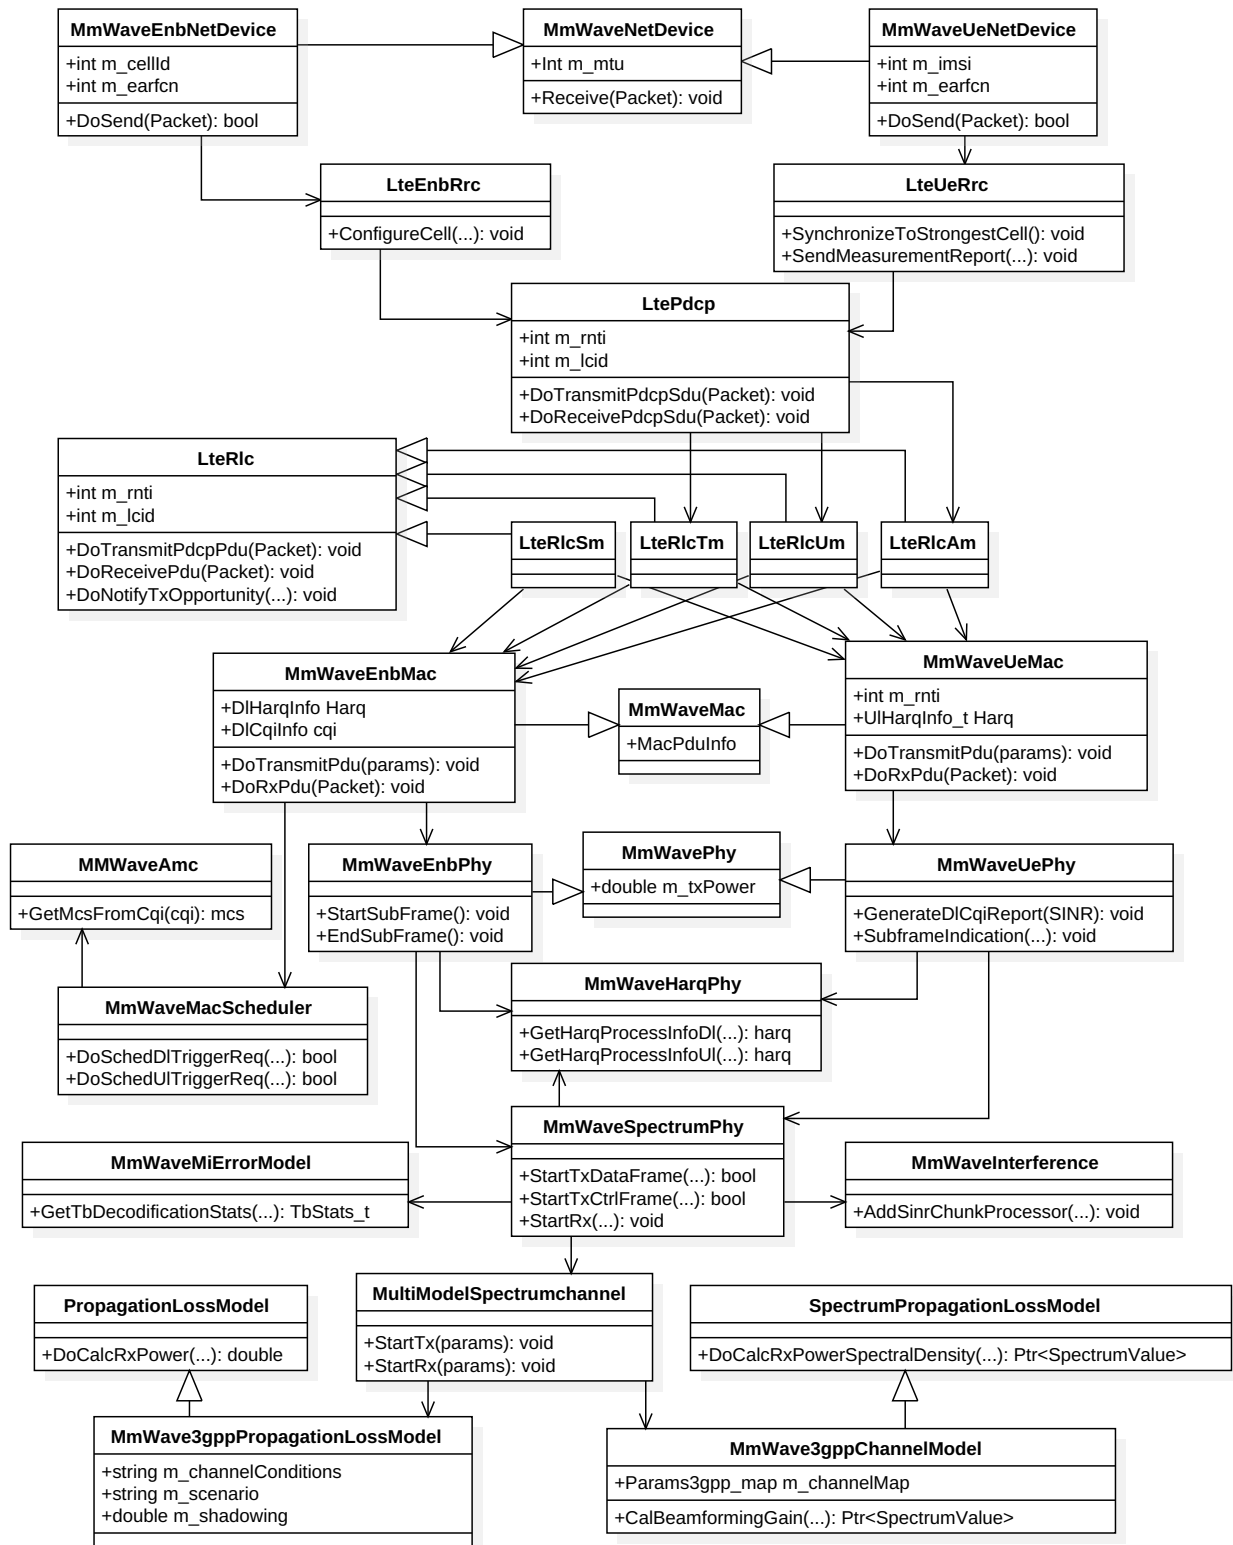 MmWaveEnbNetDevice
+int m_cellId
+int m_earfcn
+DoSend(Packet): bool
MmWaveNetDevice
+Int m_mtu
+Receive(Packet): void
MmWaveUeNetDevice
+int m_imsi
+int m_earfcn
+DoSend(Packet): bool
LteEnbRrc
+ConfigureCell(...): void
LteUeRrc
+SynchronizeToStrongestCell(): void
+SendMeasurementReport(...): void
LtePdcp
+int m_rnti
+int m_lcid
+DoTransmitPdcpSdu(Packet): void
+DoReceivePdcpSdu(Packet): void
LteRlc
+int m_rnti
+int m_lcid
+DoTransmitPdcpPdu(Packet): void
+DoReceivePdu(Packet): void
+DoNotifyTxOpportunity(...): void
LteRlcSm
LteRlcTm
LteRlcUm
LteRlcAm
MmWaveEnbMac
+DlHarqInfo Harq
+DlCqiInfo cqi
+DoTransmitPdu(params): void
+DoRxPdu(Packet): void
MmWaveMac
+MacPduInfo
MmWaveUeMac
+int m_rnti
+UlHarqInfo_t Harq
+DoTransmitPdu(params): void
+DoRxPdu(Packet): void
MMWaveAmc
+GetMcsFromCqi(cqi): mcs
MmWaveEnbPhy
+StartSubFrame(): void
+EndSubFrame(): void
MmWavePhy
+double m_txPower
MmWaveUePhy
+GenerateDlCqiReport(SINR): void
+SubframeIndication(...): void
MmWaveMacScheduler
+DoSchedDlTriggerReq(...): bool
+DoSchedUlTriggerReq(...): bool
MmWaveHarqPhy
+GetHarqProcessInfoDl(...): harq
+GetHarqProcessInfoUl(...): harq
MmWaveSpectrumPhy
+StartTxDataFrame(...): bool
+StartTxCtrlFrame(...): bool
+StartRx(...): void
MmWaveMiErrorModel
+GetTbDecodificationStats(...): TbStats_t
MmWaveInterference
+AddSinrChunkProcessor(...): void
PropagationLossModel
+DoCalcRxPower(...): double
MultiModelSpectrumchannel
+StartTx(params): void
+StartRx(params): void
SpectrumPropagationLossModel
+DoCalcRxPowerSpectralDensity(...): Ptr<SpectrumValue>
MmWave3gppPropagationLossModel
+string m_channelConditions
+string m_scenario
+double m_shadowing
MmWave3gppChannelModel
+Params3gpp_map m_channelMap
+CalBeamformingGain(...): Ptr<SpectrumValue>